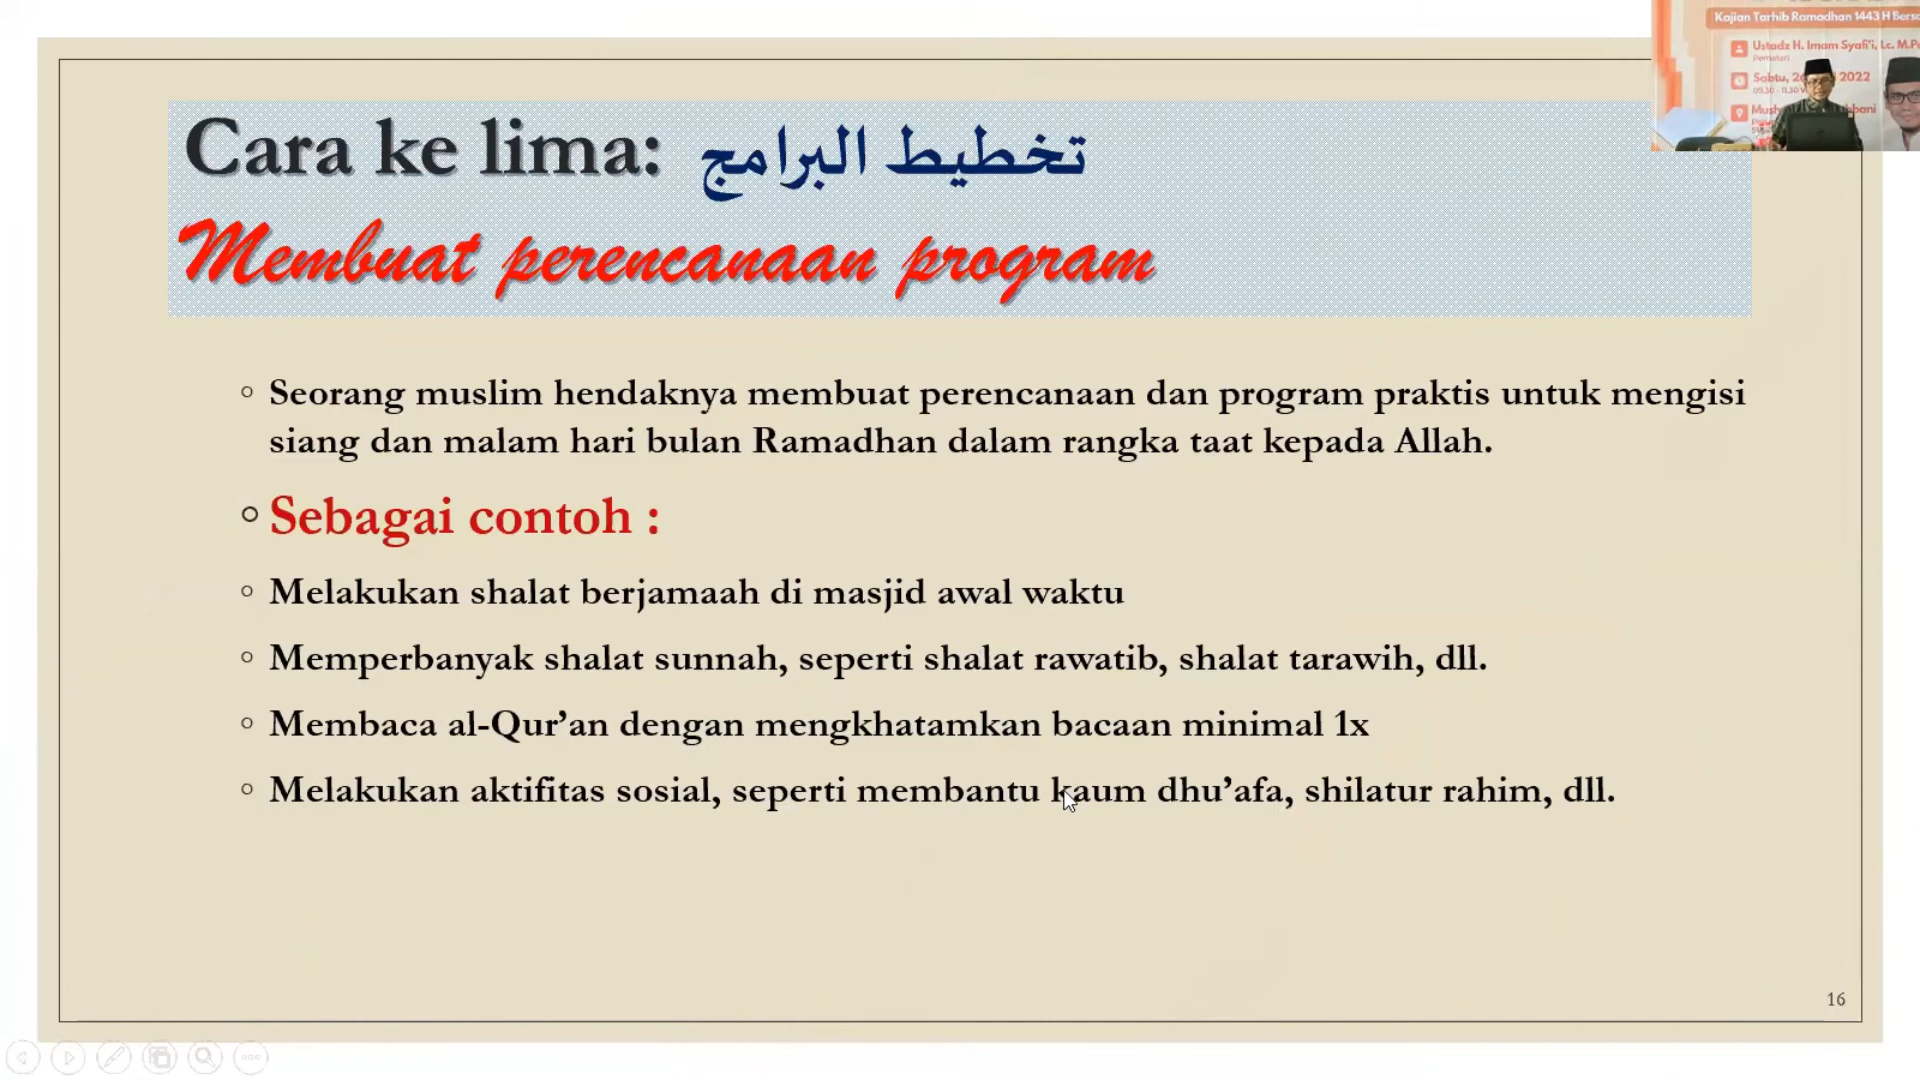 Kajian Tarhib Ramadhan 1443 H
Ustadz H. Imam Syafi'i, Lc.
Pemateri
Sabtu, 2022
Cara ke lima: تخطيط البرامج
Membuat perencanaan program
Seorang muslim hendaknya membuat perencanaan dan program praktis untuk mengisi
siang dan malam hari bulan Ramadhan dalam rangka taat kepada Allah.
Sebagai contoh :
Melakukan shalat berjamaah di masjid awal waktu
Memperbanyak shalat sunnah, seperti shalat rawatib, shalat tarawih, dll.
Membaca al-Qur’an dengan mengkhatamkan bacaan minimal 1x
Melakukan aktifitas sosial, seperti membantu kaum dhu’afa, shilatur rahim, dll.
16